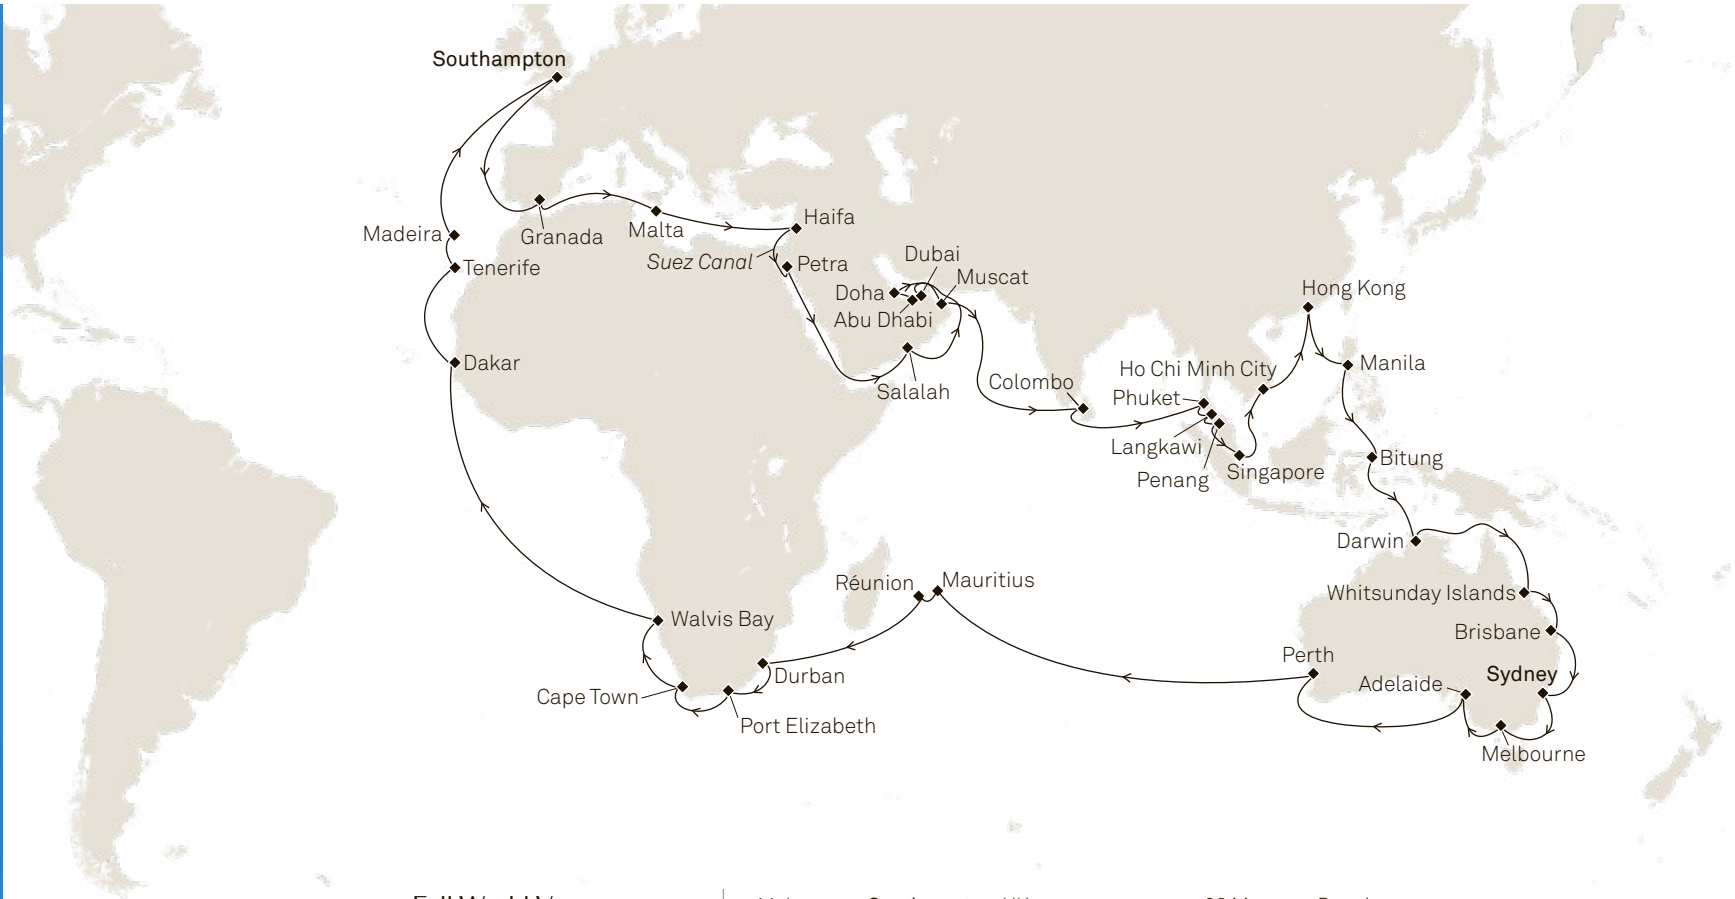 Southampton
Haifa
Madeira
Granada
Malta
Suez Canal
Petra
Dubai
Tenerife
Muscat
Doha
Hong Kong
Abu Dhabi
Dakar
Manila
Ho Chi Minh City
Colombo
Salalah
Phuket
Langkawi
Bitung
Singapore
Penang
Darwin
Réunion
Mauritius
Whitsunday Islands
Walvis Bay
Brisbane
Perth
Durban
Sydney
Adelaide
Cape Town
Port Elizabeth
Melbourne